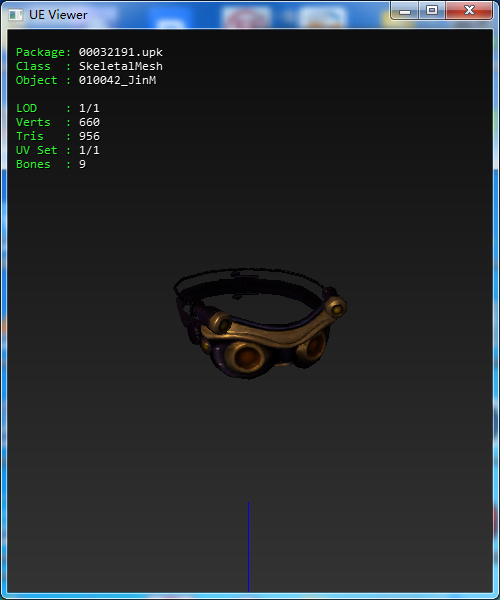 UE Viewer
Package: 00032191.upk
Class : SkeletalMesh
Object : 010042_JinM
LOD : 1/1
Verts : 660
Tris : 956
UV Set : 1/1
Bones : 9